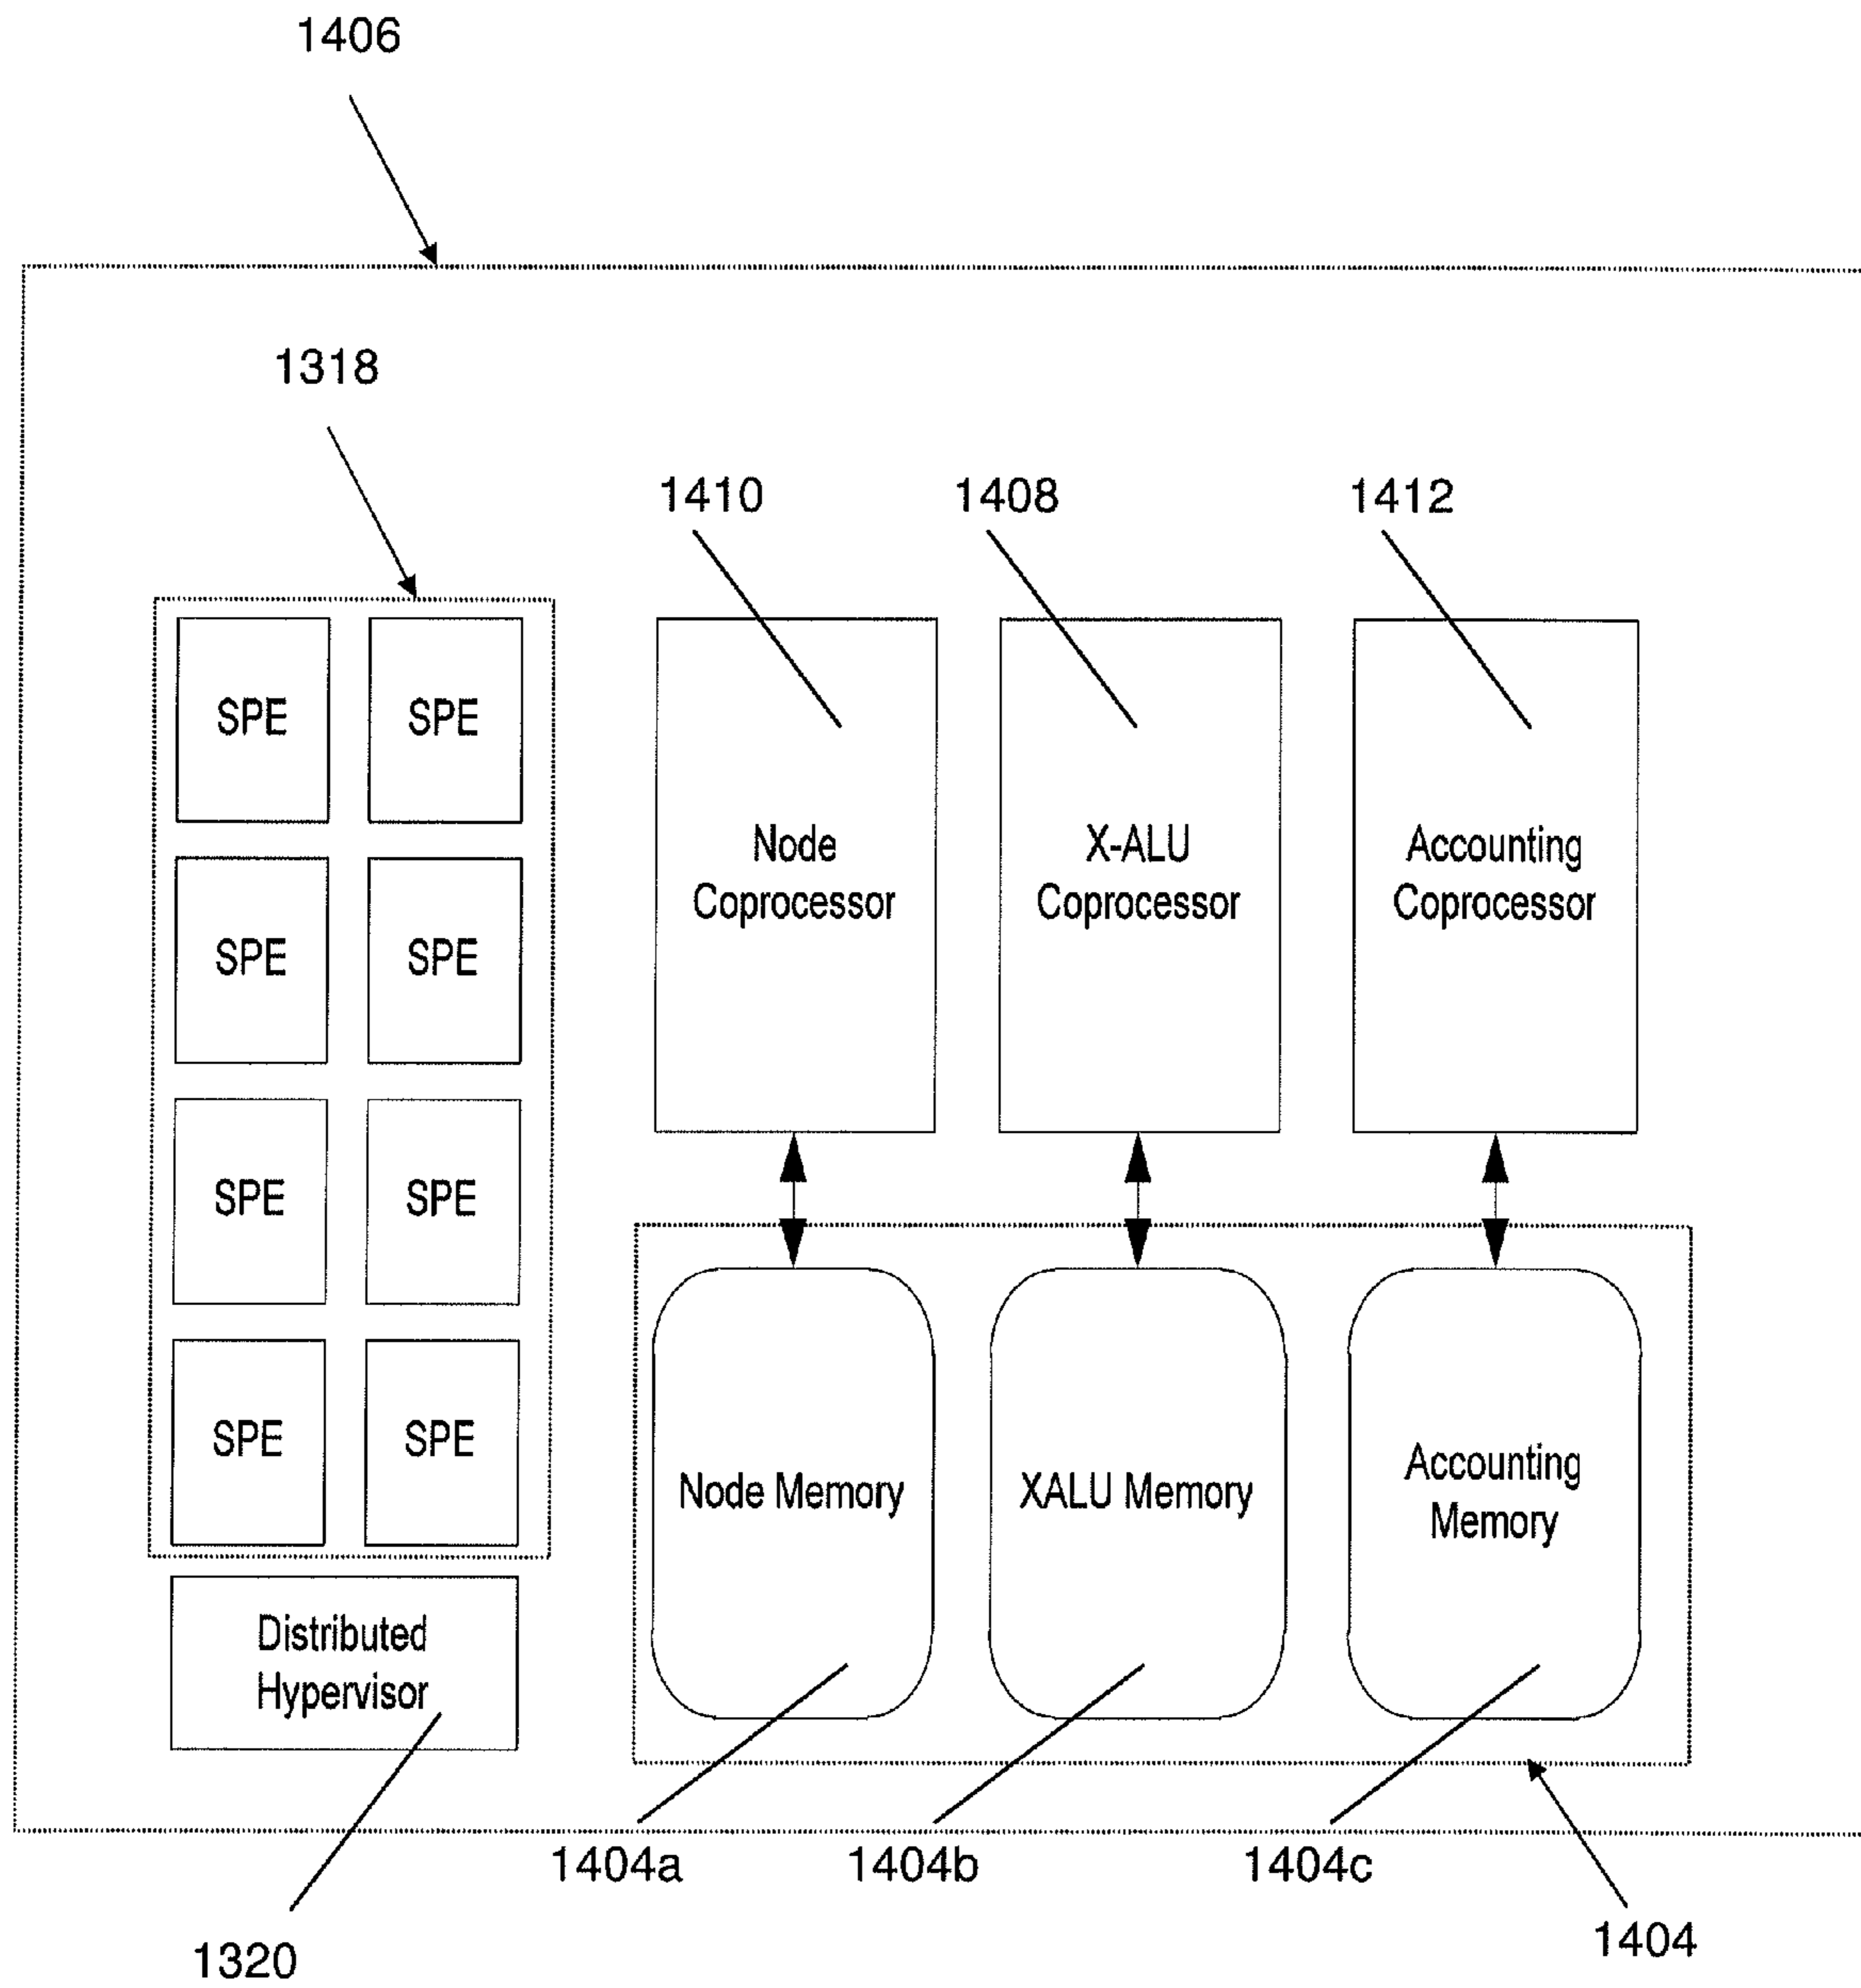 1406
1318
1410
1408
1412
SPE
SPE
SPE
SPE
SPE
SPE
SPE
SPE
Node
Coprocessor
X-ALU
Coprocessor
Accounting
Coprocessor
Node Memory
XALU Memory
Accounting
Memory
Distributed
Hypervisor
1404a
1404b
1404c
1404
1320